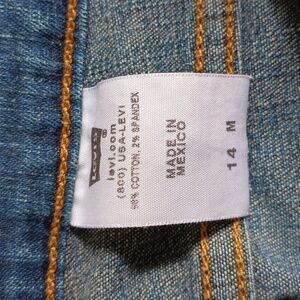 Levi's®
levi.com
(800) USA-LEVI
98% COTTON, 2% SPANDEX
MADE IN
MEXICO
14 M